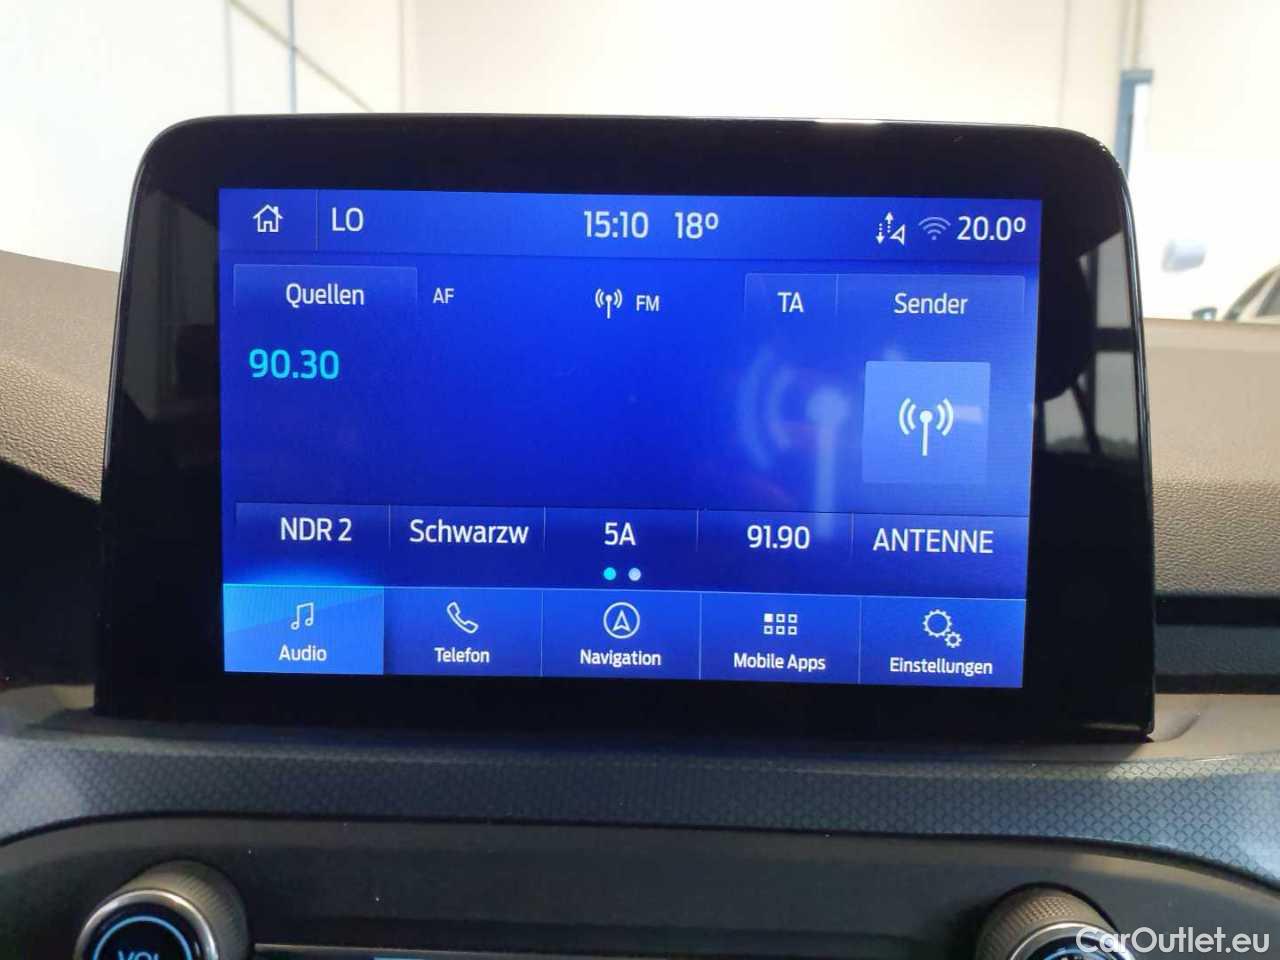 LO 15:10 18° 20.0°
Quellen AF FM TA Sender
90.30
NDR 2 Schwarzw 5A 91.90 ANTENNE
Audio Telefon Navigation Mobile Apps Einstellungen
VOL
CarOutlet.eu